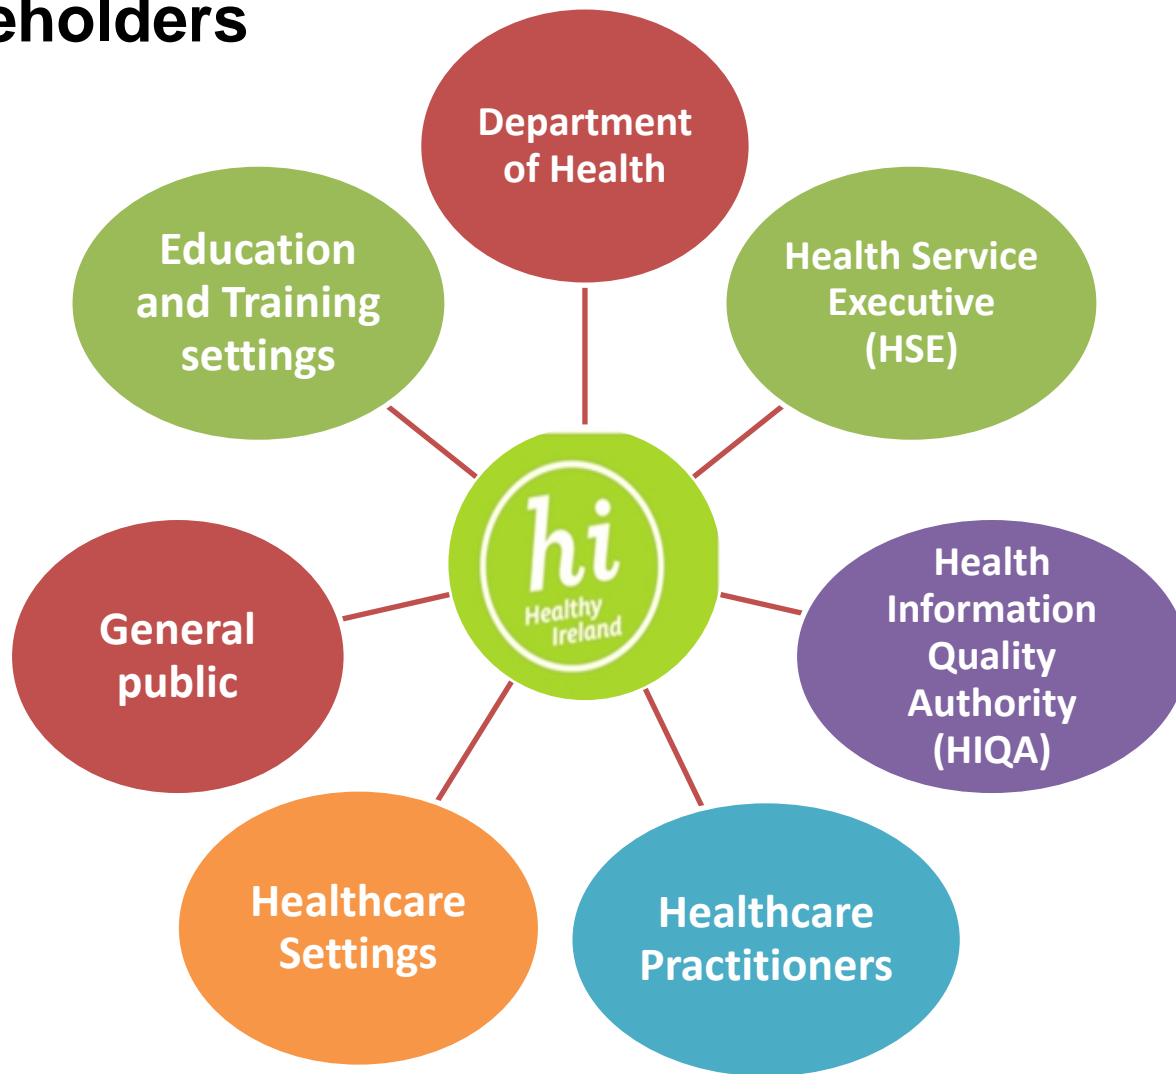 eholders
Department
of Health
Health Service
Executive
(HSE)
Health
Information
Quality
Authority
(HIQA)
Healthcare
Practitioners
Healthcare
Settings
General
public
Education
and Training
settings
hi
Healthy
Ireland